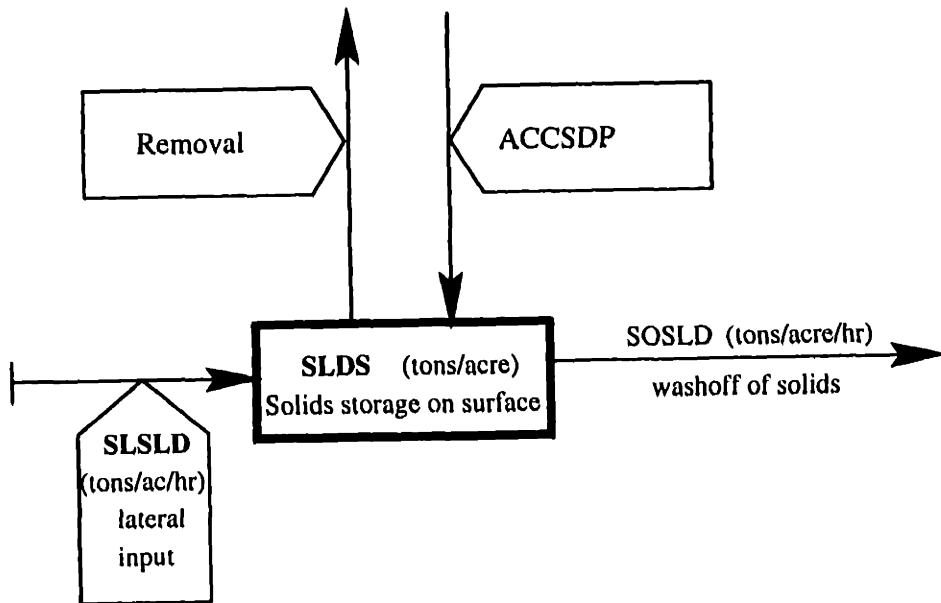 Removal
ACCSDP
SLDS (tons/acre)
Solids storage on surface
SOSLD (tons/acre/hr)
washoff of solids
SLSLD
(tons/ac/hr)
lateral
input